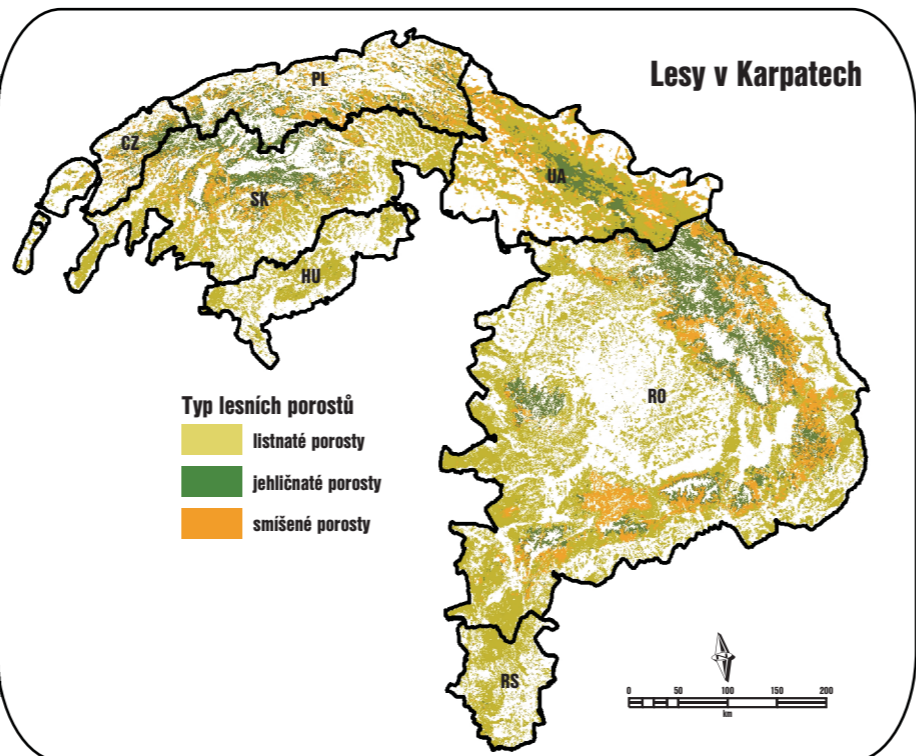 Lesy v Karpatech
PL
CZ
UA
SK
HU
RO
Typ lesních porostů
listnaté porosty
jehličnaté porosty
smíšené porosty
RS
0 50 100 150 200
km